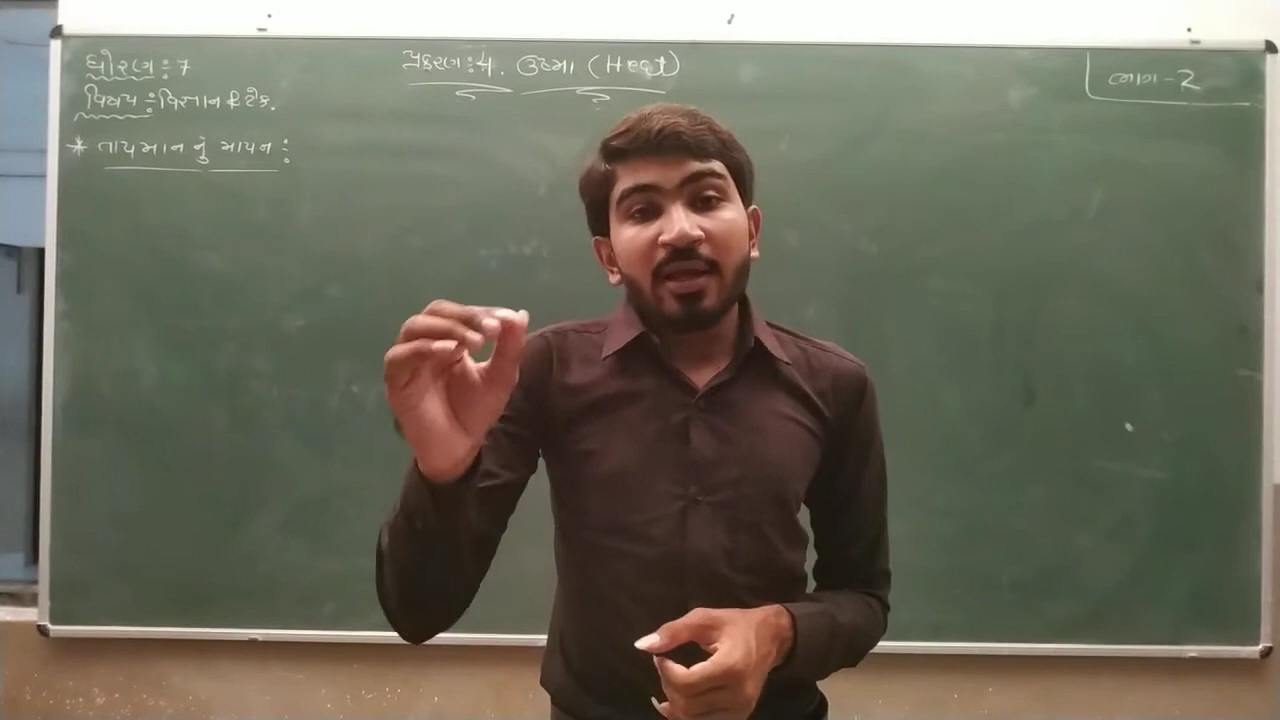 ધોરણ : 7
પ્રકરણ : 4. ઉષ્મા (Heat)
ભાગ - 2
વિષય : વિજ્ઞાન & ટેક.
* તાપમાન નું માપન :